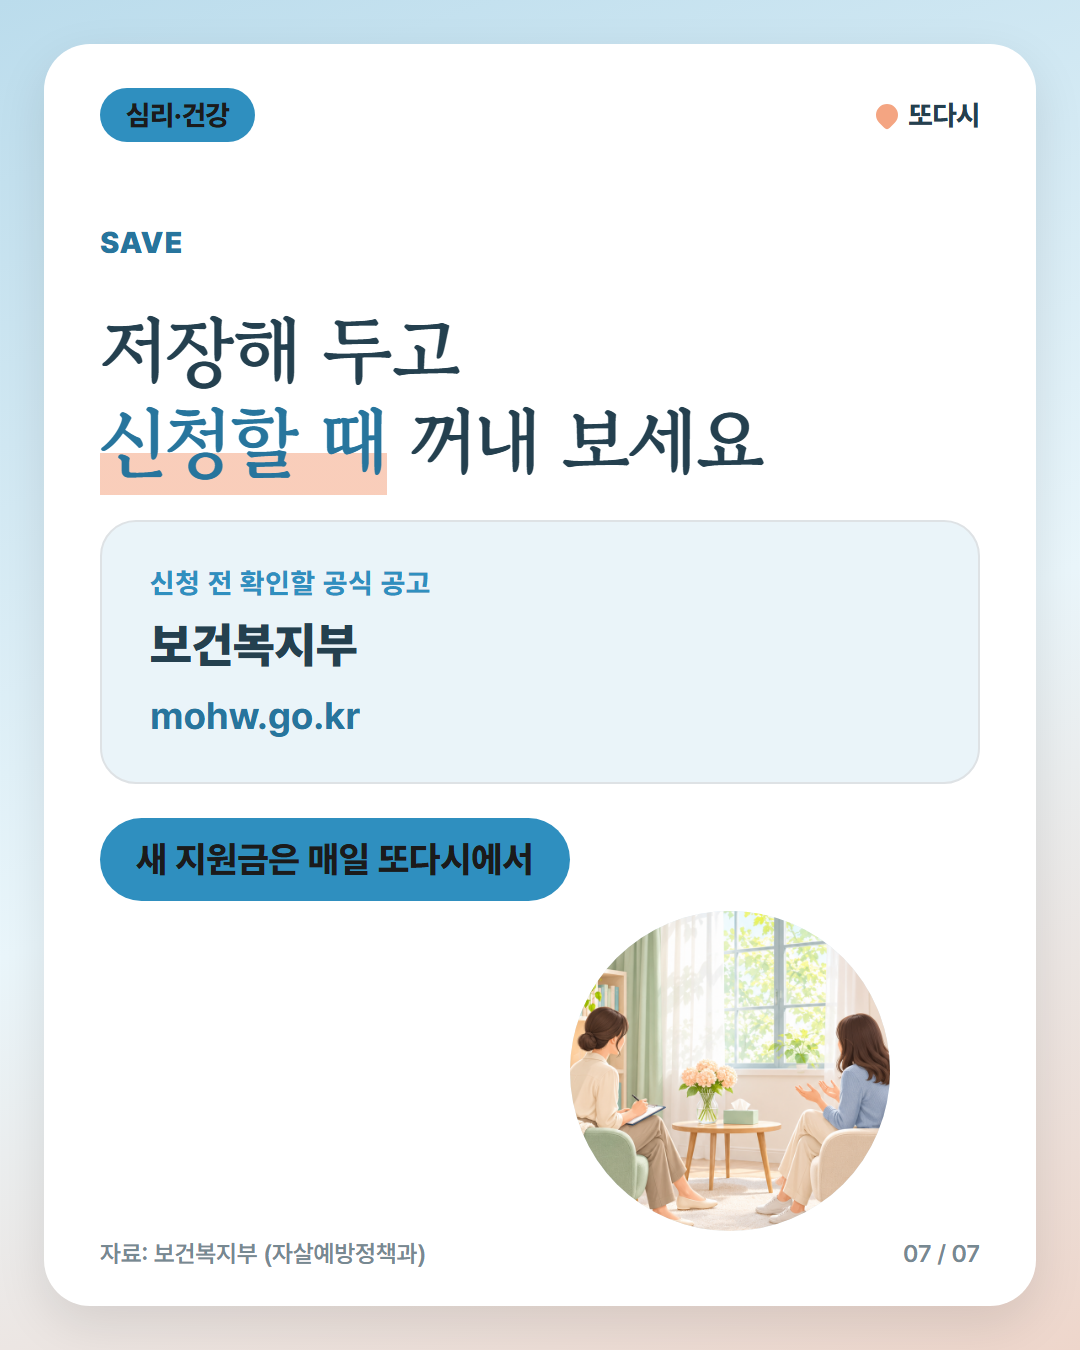 심리·건강
또다시
SAVE
저장해 두고
신청할 때 꺼내 보세요
신청 전 확인할 공식 공고
보건복지부
mohw.go.kr
새 지원금은 매일 또다시에서
자료: 보건복지부 (자살예방정책과)
07 / 07